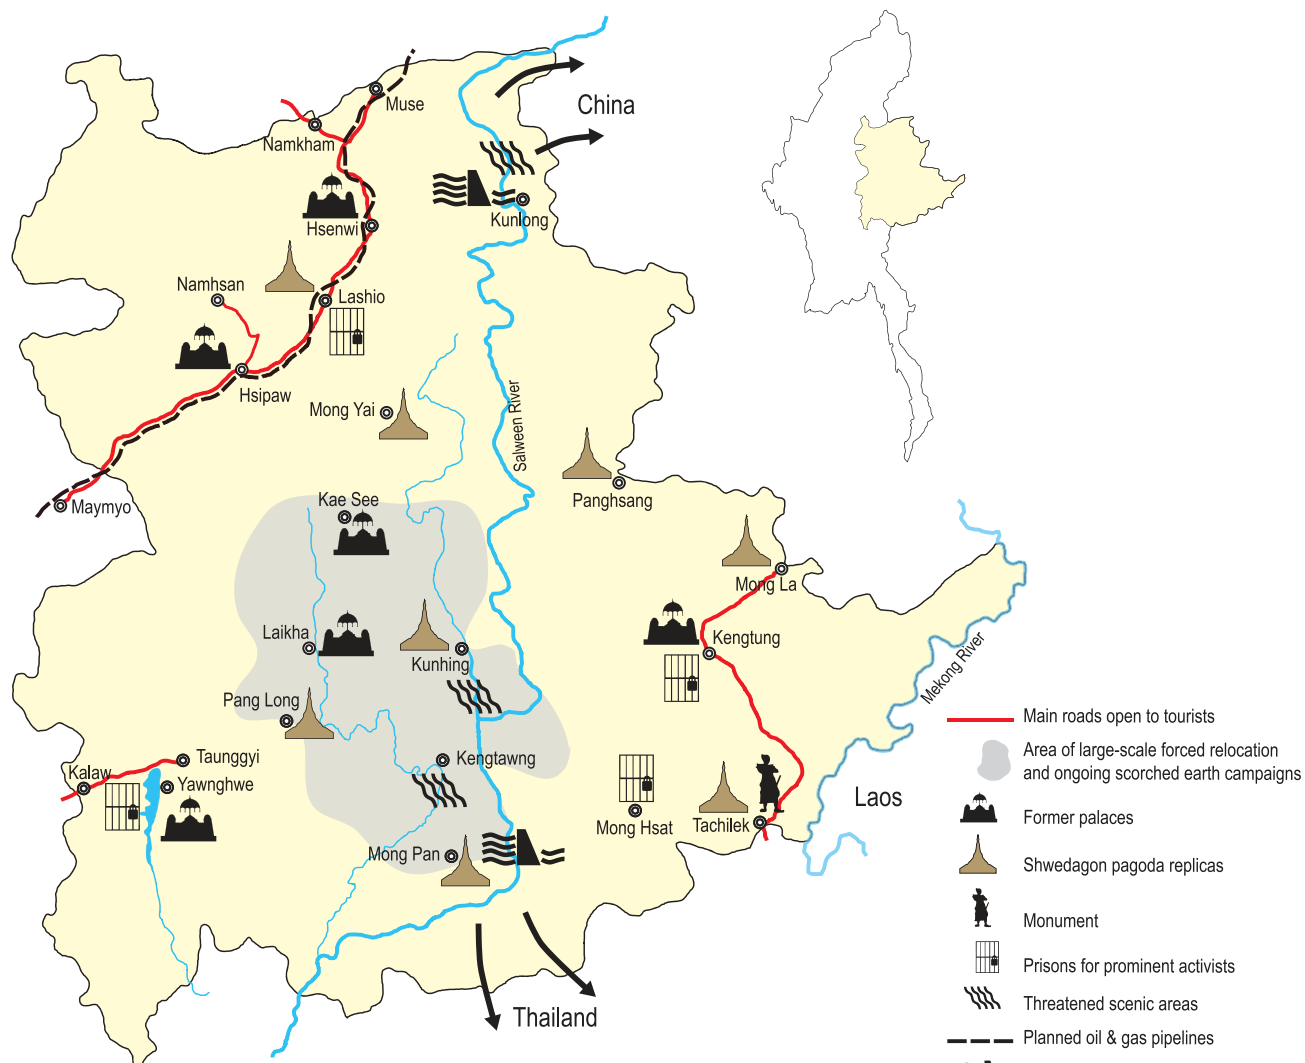 China
Muse
Namkham
Kunlong
Hsenwi
Namhsan
Lashio
Hsipaw
Mong Yai
Salween River
Panghsang
Maymyo
Kae See
Mong La
Laikha
Kunhing
Kengtung
Mekong River
Pang Long
Taunggyi
Kengtawng
Kalaw
Yawnghwe
Laos
Mong Hsat
Tachilek
Mong Pan
Thailand
Main roads open to tourists
Area of large-scale forced relocation
and ongoing scorched earth campaigns
Former palaces
Shwedagon pagoda replicas
Monument
Prisons for prominent activists
Threatened scenic areas
Planned oil & gas pipelines